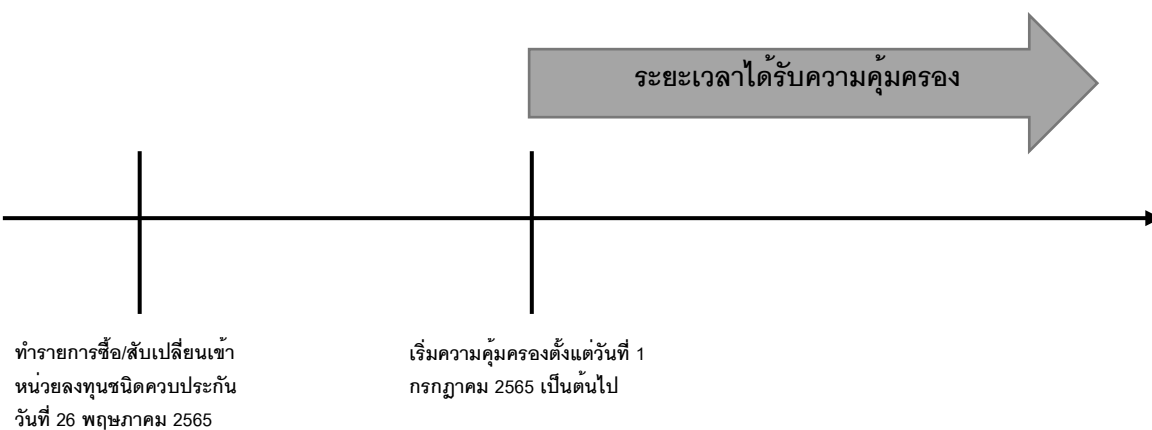 ระยะเวลาได้รับความคุ้มครอง
ทำรายการซื้อ/สับเปลี่ยนเข้า
หน่วยลงทุนชนิดควบประกัน
วันที่ 26 พฤษภาคม 2565
เริ่มความคุ้มครองตั้งแต่วันที่ 1
กรกฎาคม 2565 เป็นต้นไป